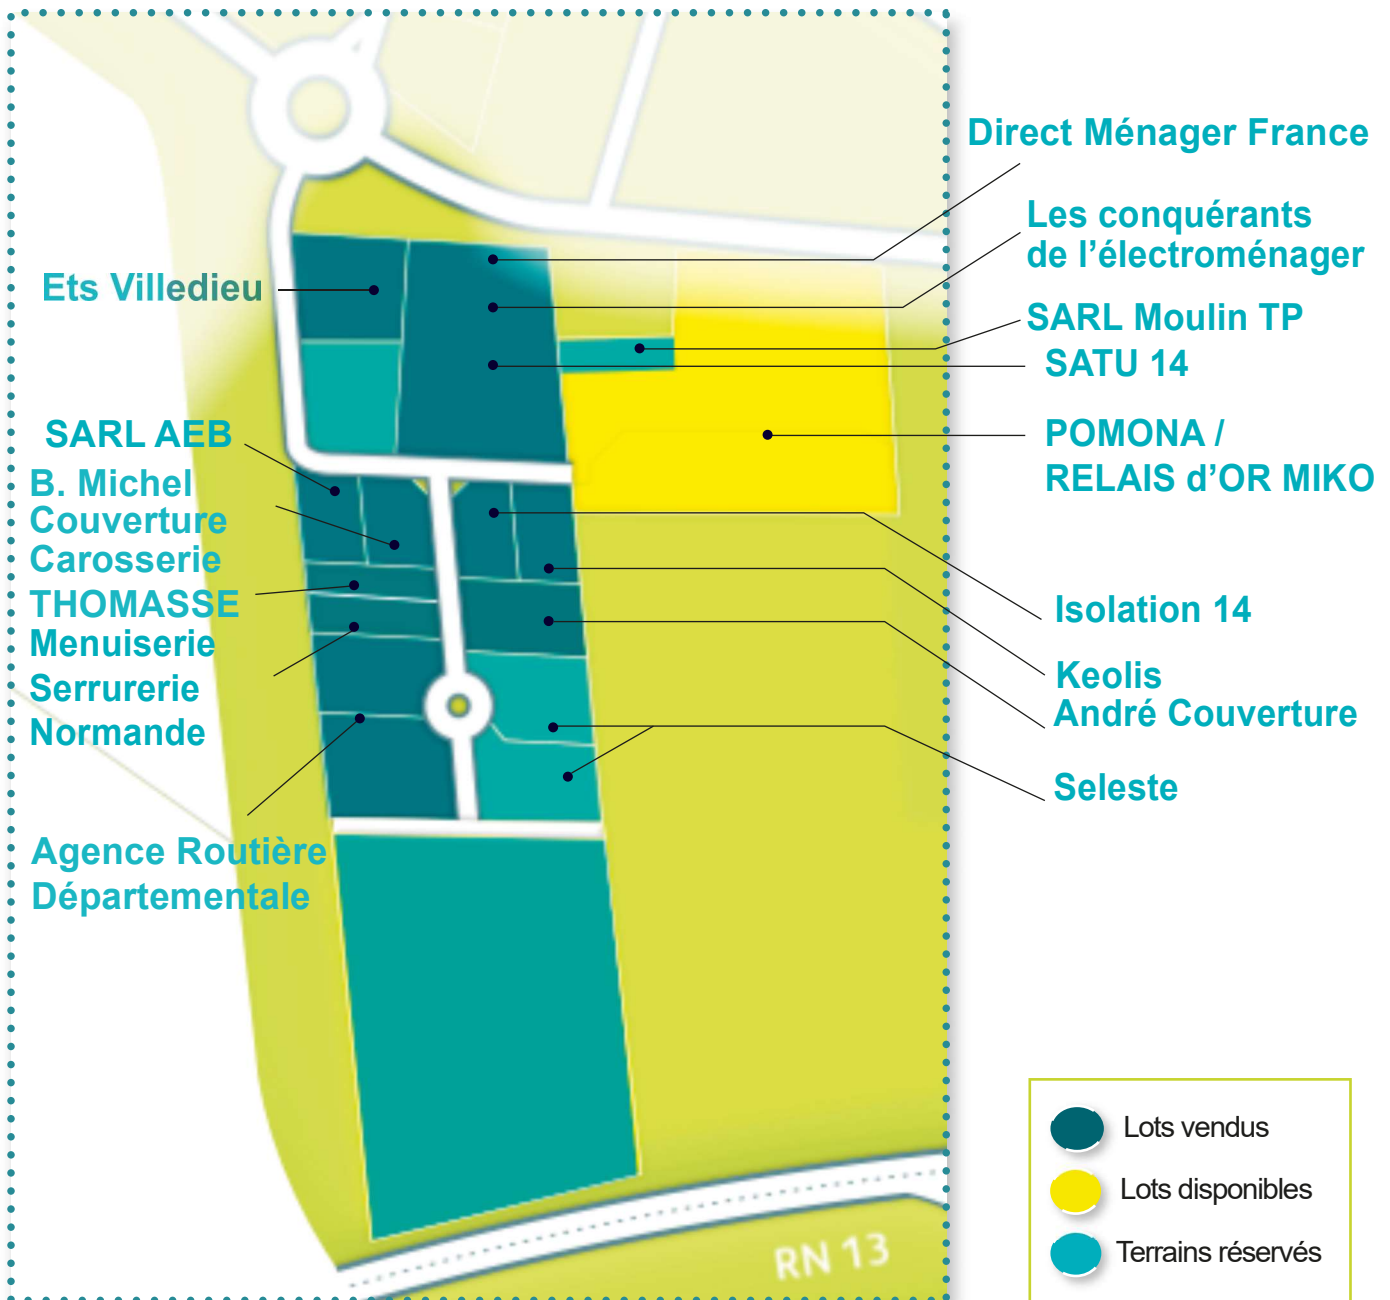 Direct Ménager France
Les conquérants
de l'électroménager
SARL Moulin TP
SATU 14
POMONA /
RELAIS d'OR MIKO
Ets Villedieu
SARL AEB
B. Michel
Couverture
Carosserie
THOMASSE
Menuiserie
Serrurerie
Normande
Agence Routière
Départementale
Isolation 14
Keolis
André Couverture
Seleste
RN 13
Lots vendus
Lots disponibles
Terrains réservés